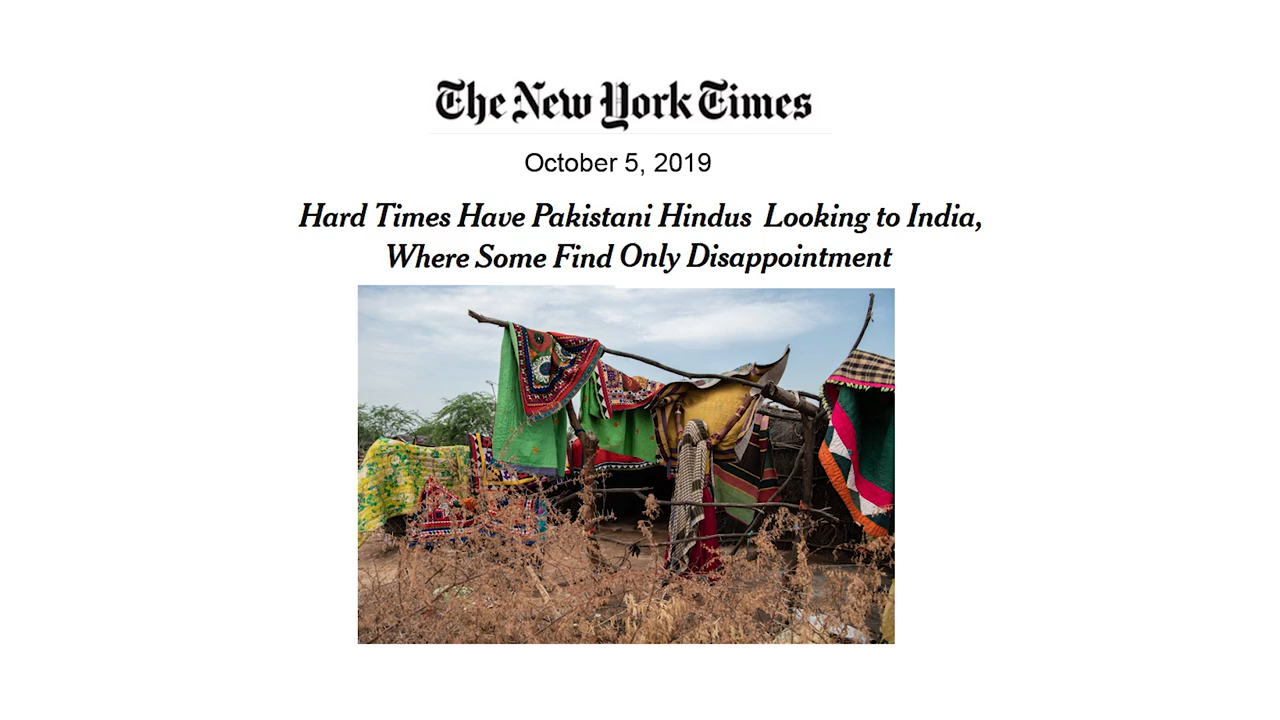 The New York Times
October 5, 2019
Hard Times Have Pakistani Hindus Looking to India,
Where Some Find Only Disappointment